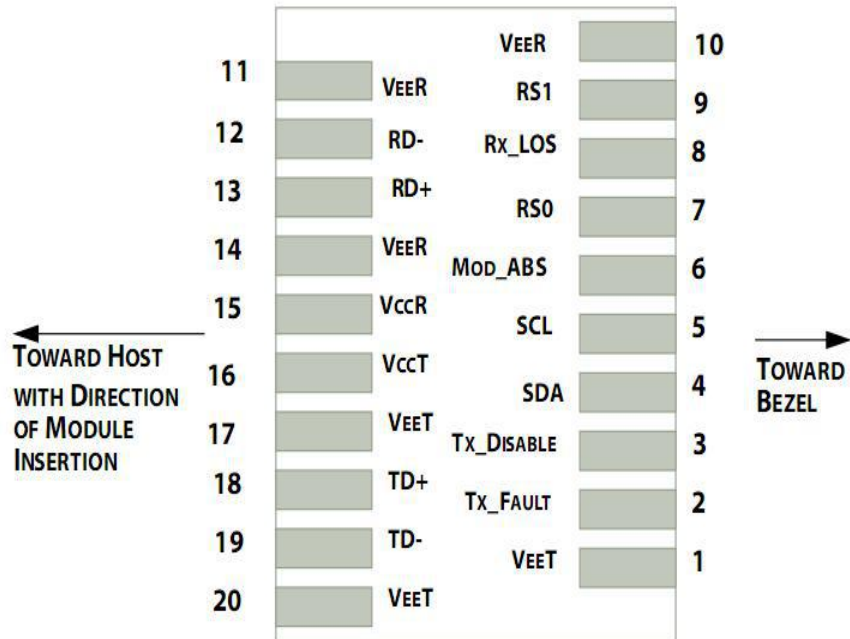 VEER 10
11 VEER
RS1 9
12 RD-
RX_LOS 8
13 RD+
RS0 7
14 VEER
MOD_ABS 6
15 VCCR
SCL 5
TOWARD HOST
WITH DIRECTION
OF MODULE
INSERTION
16 VCCT
SDA 4
TOWARD
BEZEL
17 VEET
TX_DISABLE 3
18 TD+
TX_FAULT 2
19 TD-
VEET 1
20 VEET